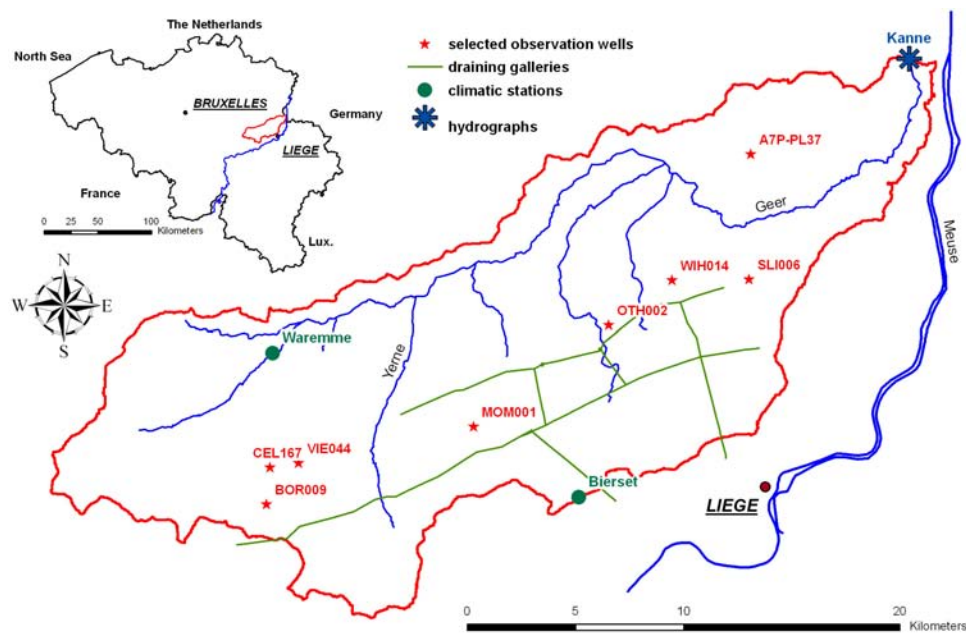 The Netherlands
North Sea
BRUXELLES
Germany
LIEGE
France
Lux.
0 25 50 100
Kilometers
N
W E
S
selected observation wells
draining galleries
climatic stations
hydrographs
Kanne
A7P-PL37
Geer
Meuse
WIH014
SLI006
OTH002
Waremme
Yerne
MOM001
CEL167
VIE044
BOR009
Bierset
LIEGE
0 5 10 20
Kilometers